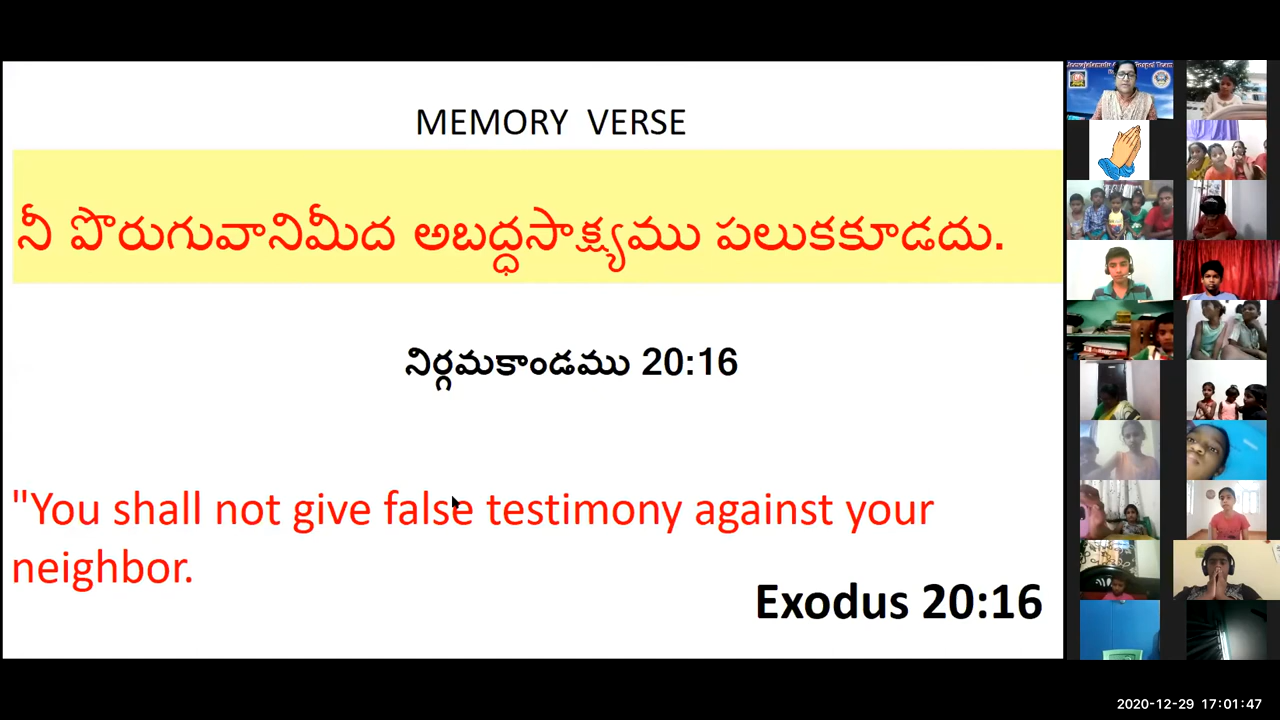 MEMORY VERSE
నీ పొరుగువానిమీద అబద్ధసాక్ష్యము పలుకకూడదు.
నిర్గమకాండము 20:16
"You shall not give false testimony against your
neighbor.
Exodus 20:16
2020-12-29 17:01:47